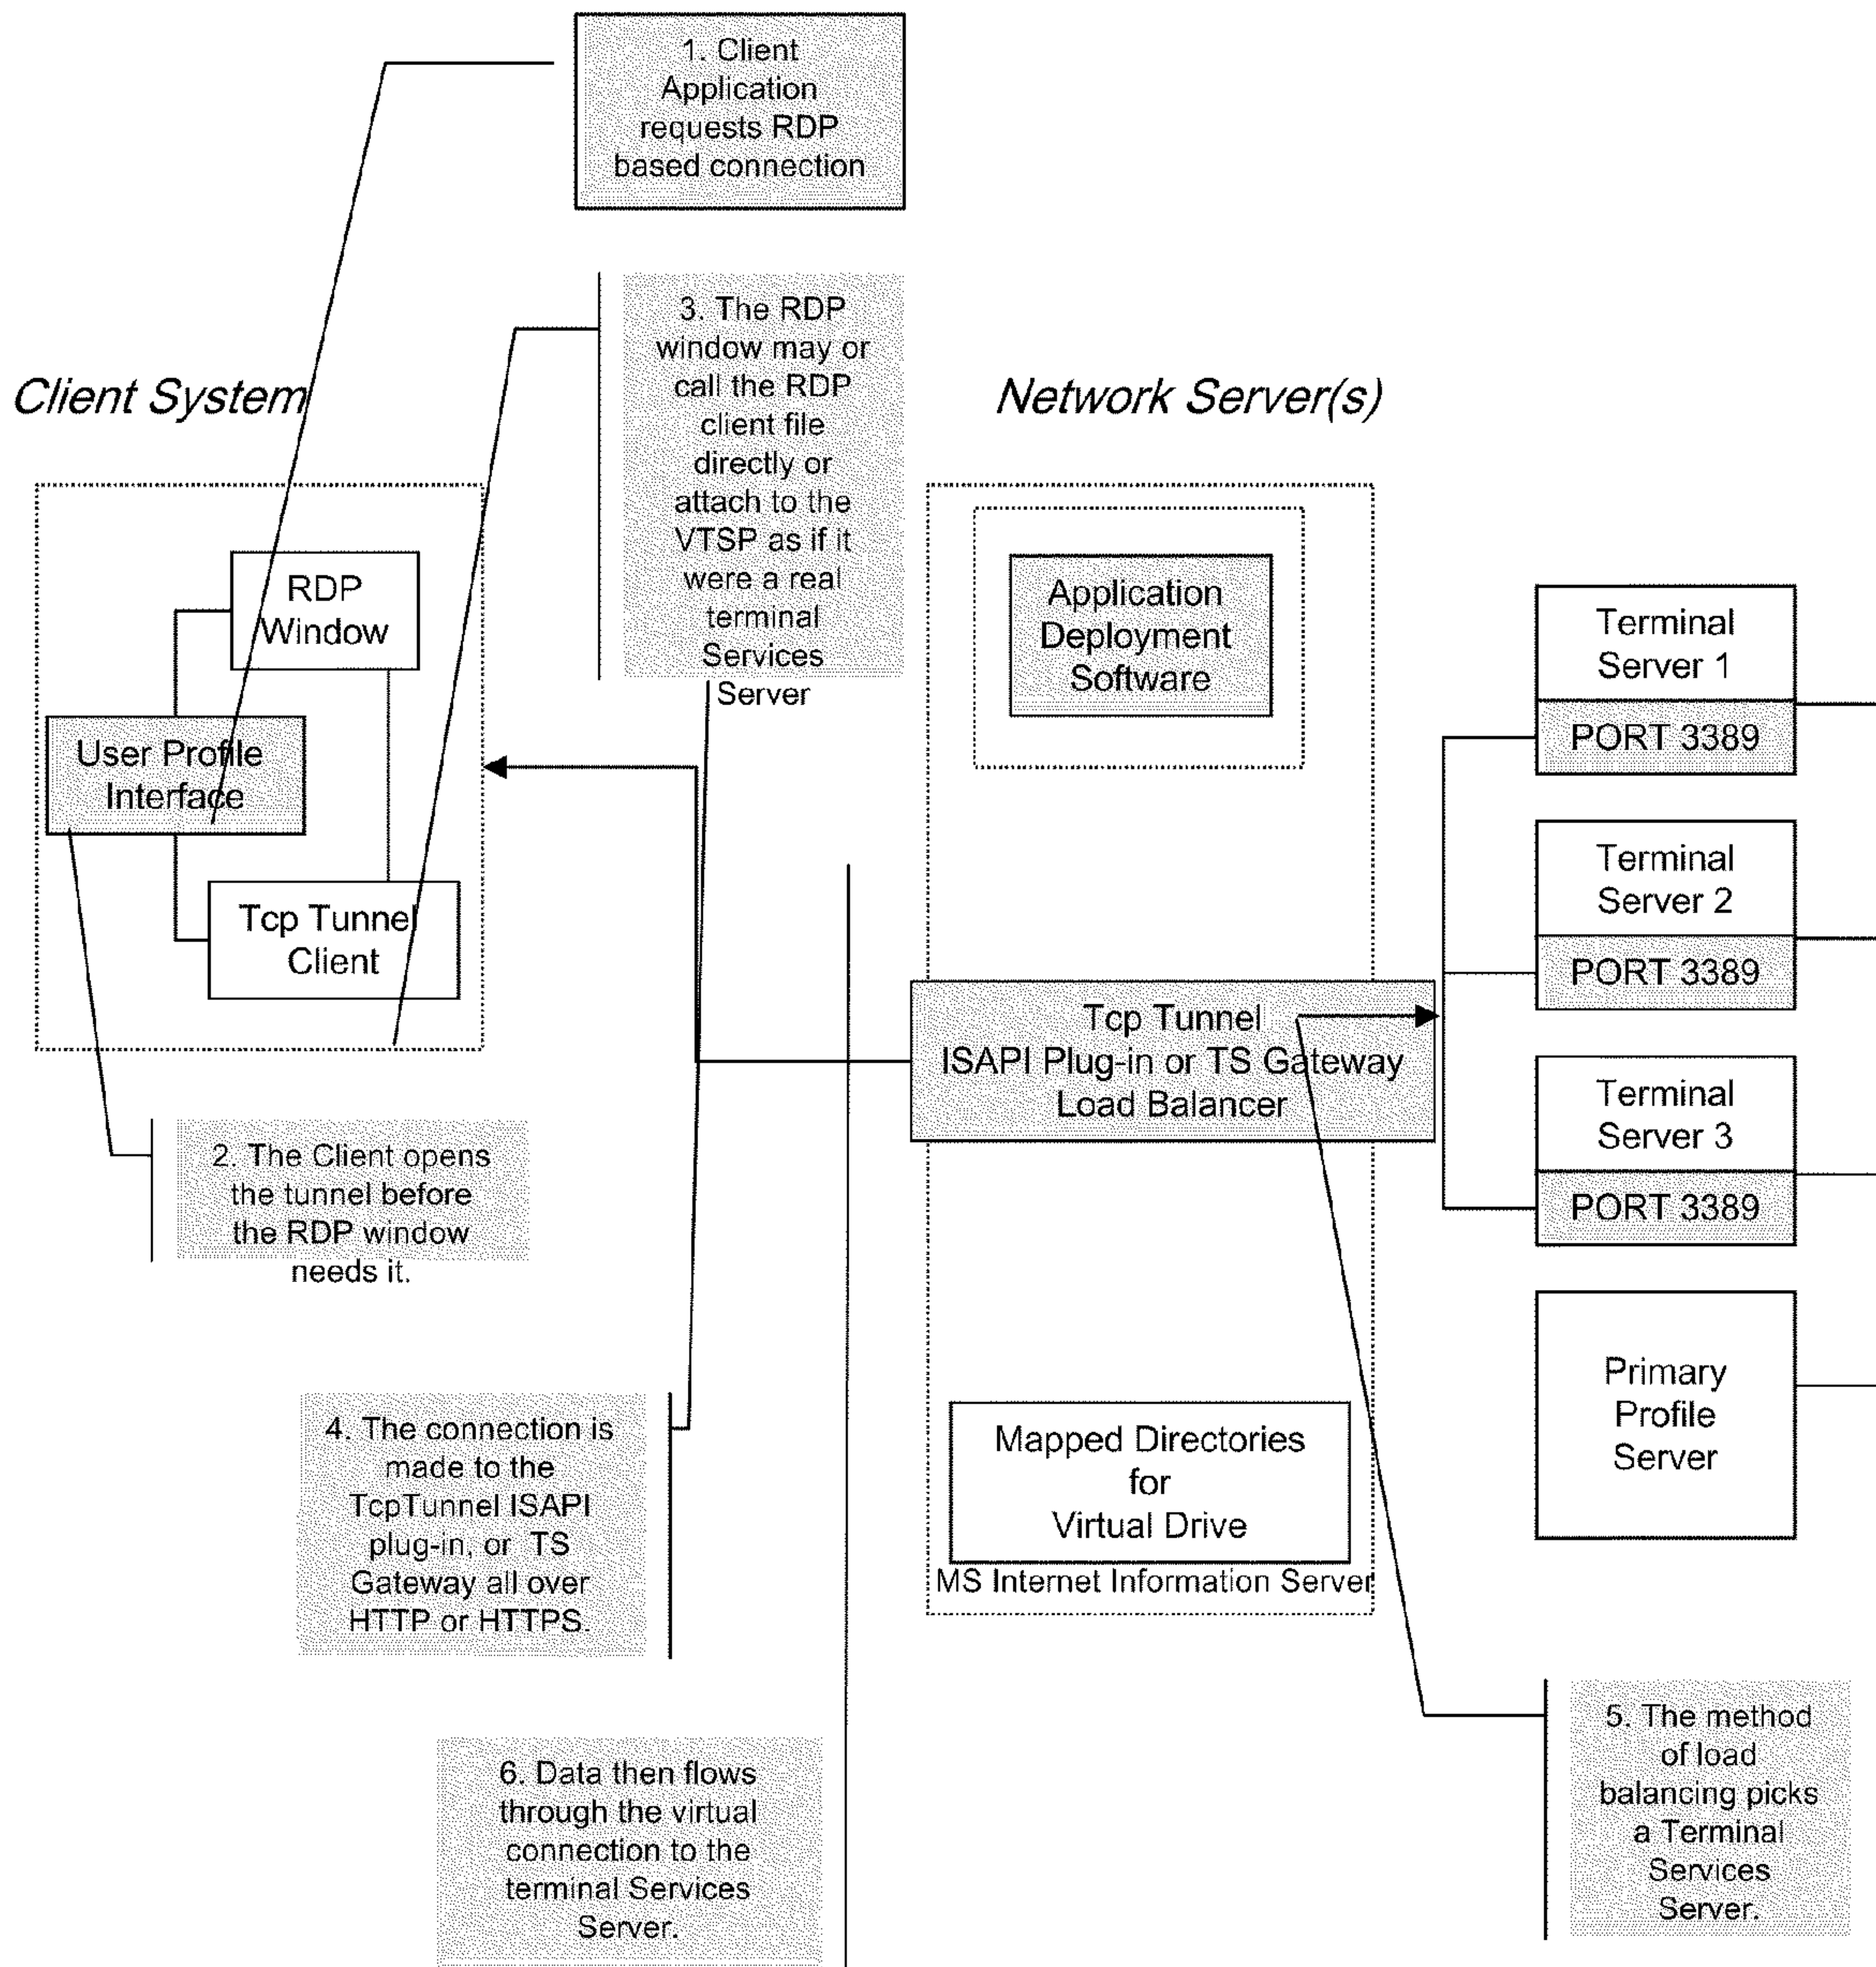 1. Client
Application
requests RDP
based connection
3. The RDP
window may or
call the RDP
client file
directly or
attach to the
VTSP as if it
were a real
terminal
Services
Server
Client System
Network Server(s)
RDP
Window
User Profile
Interface
Tcp Tunnel
Client
Application
Deployment
Software
Terminal
Server 1
PORT 3389
Terminal
Server 2
PORT 3389
Tcp Tunnel
ISAPI Plug-in or TS Gateway
Load Balancer
Terminal
Server 3
PORT 3389
2. The Client opens
the tunnel before
the RDP window
needs it.
Primary
Profile
Server
4. The connection is
made to the
TcpTunnel ISAPI
plug-in, or TS
Gateway all over
HTTP or HTTPS.
Mapped Directories
for
Virtual Drive
MS Internet Information Server
5. The method
of load
balancing picks
a Terminal
Services
Server.
6. Data then flows
through the virtual
connection to the
terminal Services
Server.